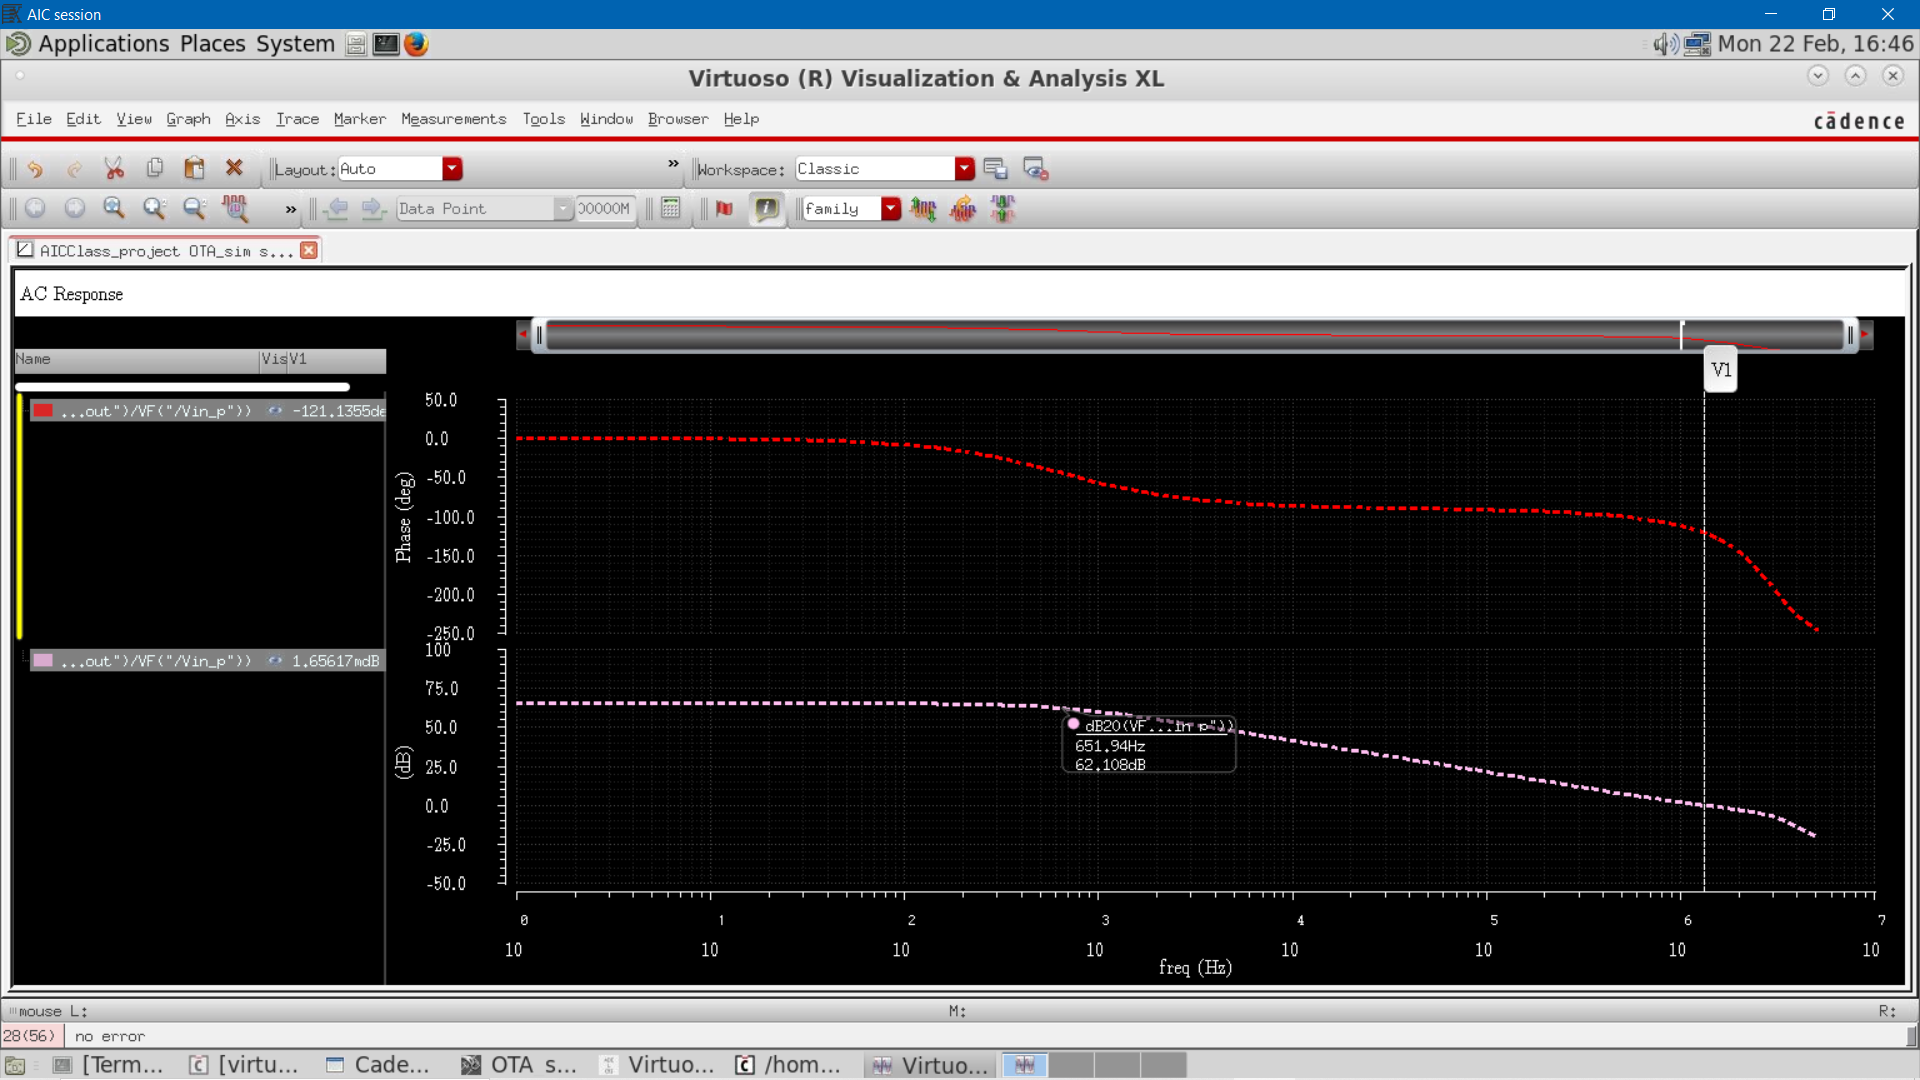 AIC session
Applications Places System
Mon 22 Feb, 16:46
Virtuoso (R) Visualization & Analysis XL
File Edit View Graph Axis Trace Marker Measurements Tools Window Browser Help
cādence
Layout: Auto
» Workspace: Classic
» Data Point
00000M
family
AICClass_project OTA_sim s...
AC Response
Name Vis V1
V1
...out")/VF("/Vin_p")) -121.1355de
50.0
0.0
-50.0
-100.0
-150.0
-200.0
-250.0
Phase (deg)
...out")/VF("/Vin_p")) 1.65617mdB
100
75.0
50.0
25.0
0.0
-25.0
-50.0
(dB)
dB20(VF...in p"))
651.94Hz
62.108dB
0 1 2 3 4 5 6 7
10 10 10 10 10 10 10 10
freq (Hz)
mouse L: M: R:
28(56) no error
[Term... [virtu... Cade... OTA s... Virtuo... /hom... Virtuo...